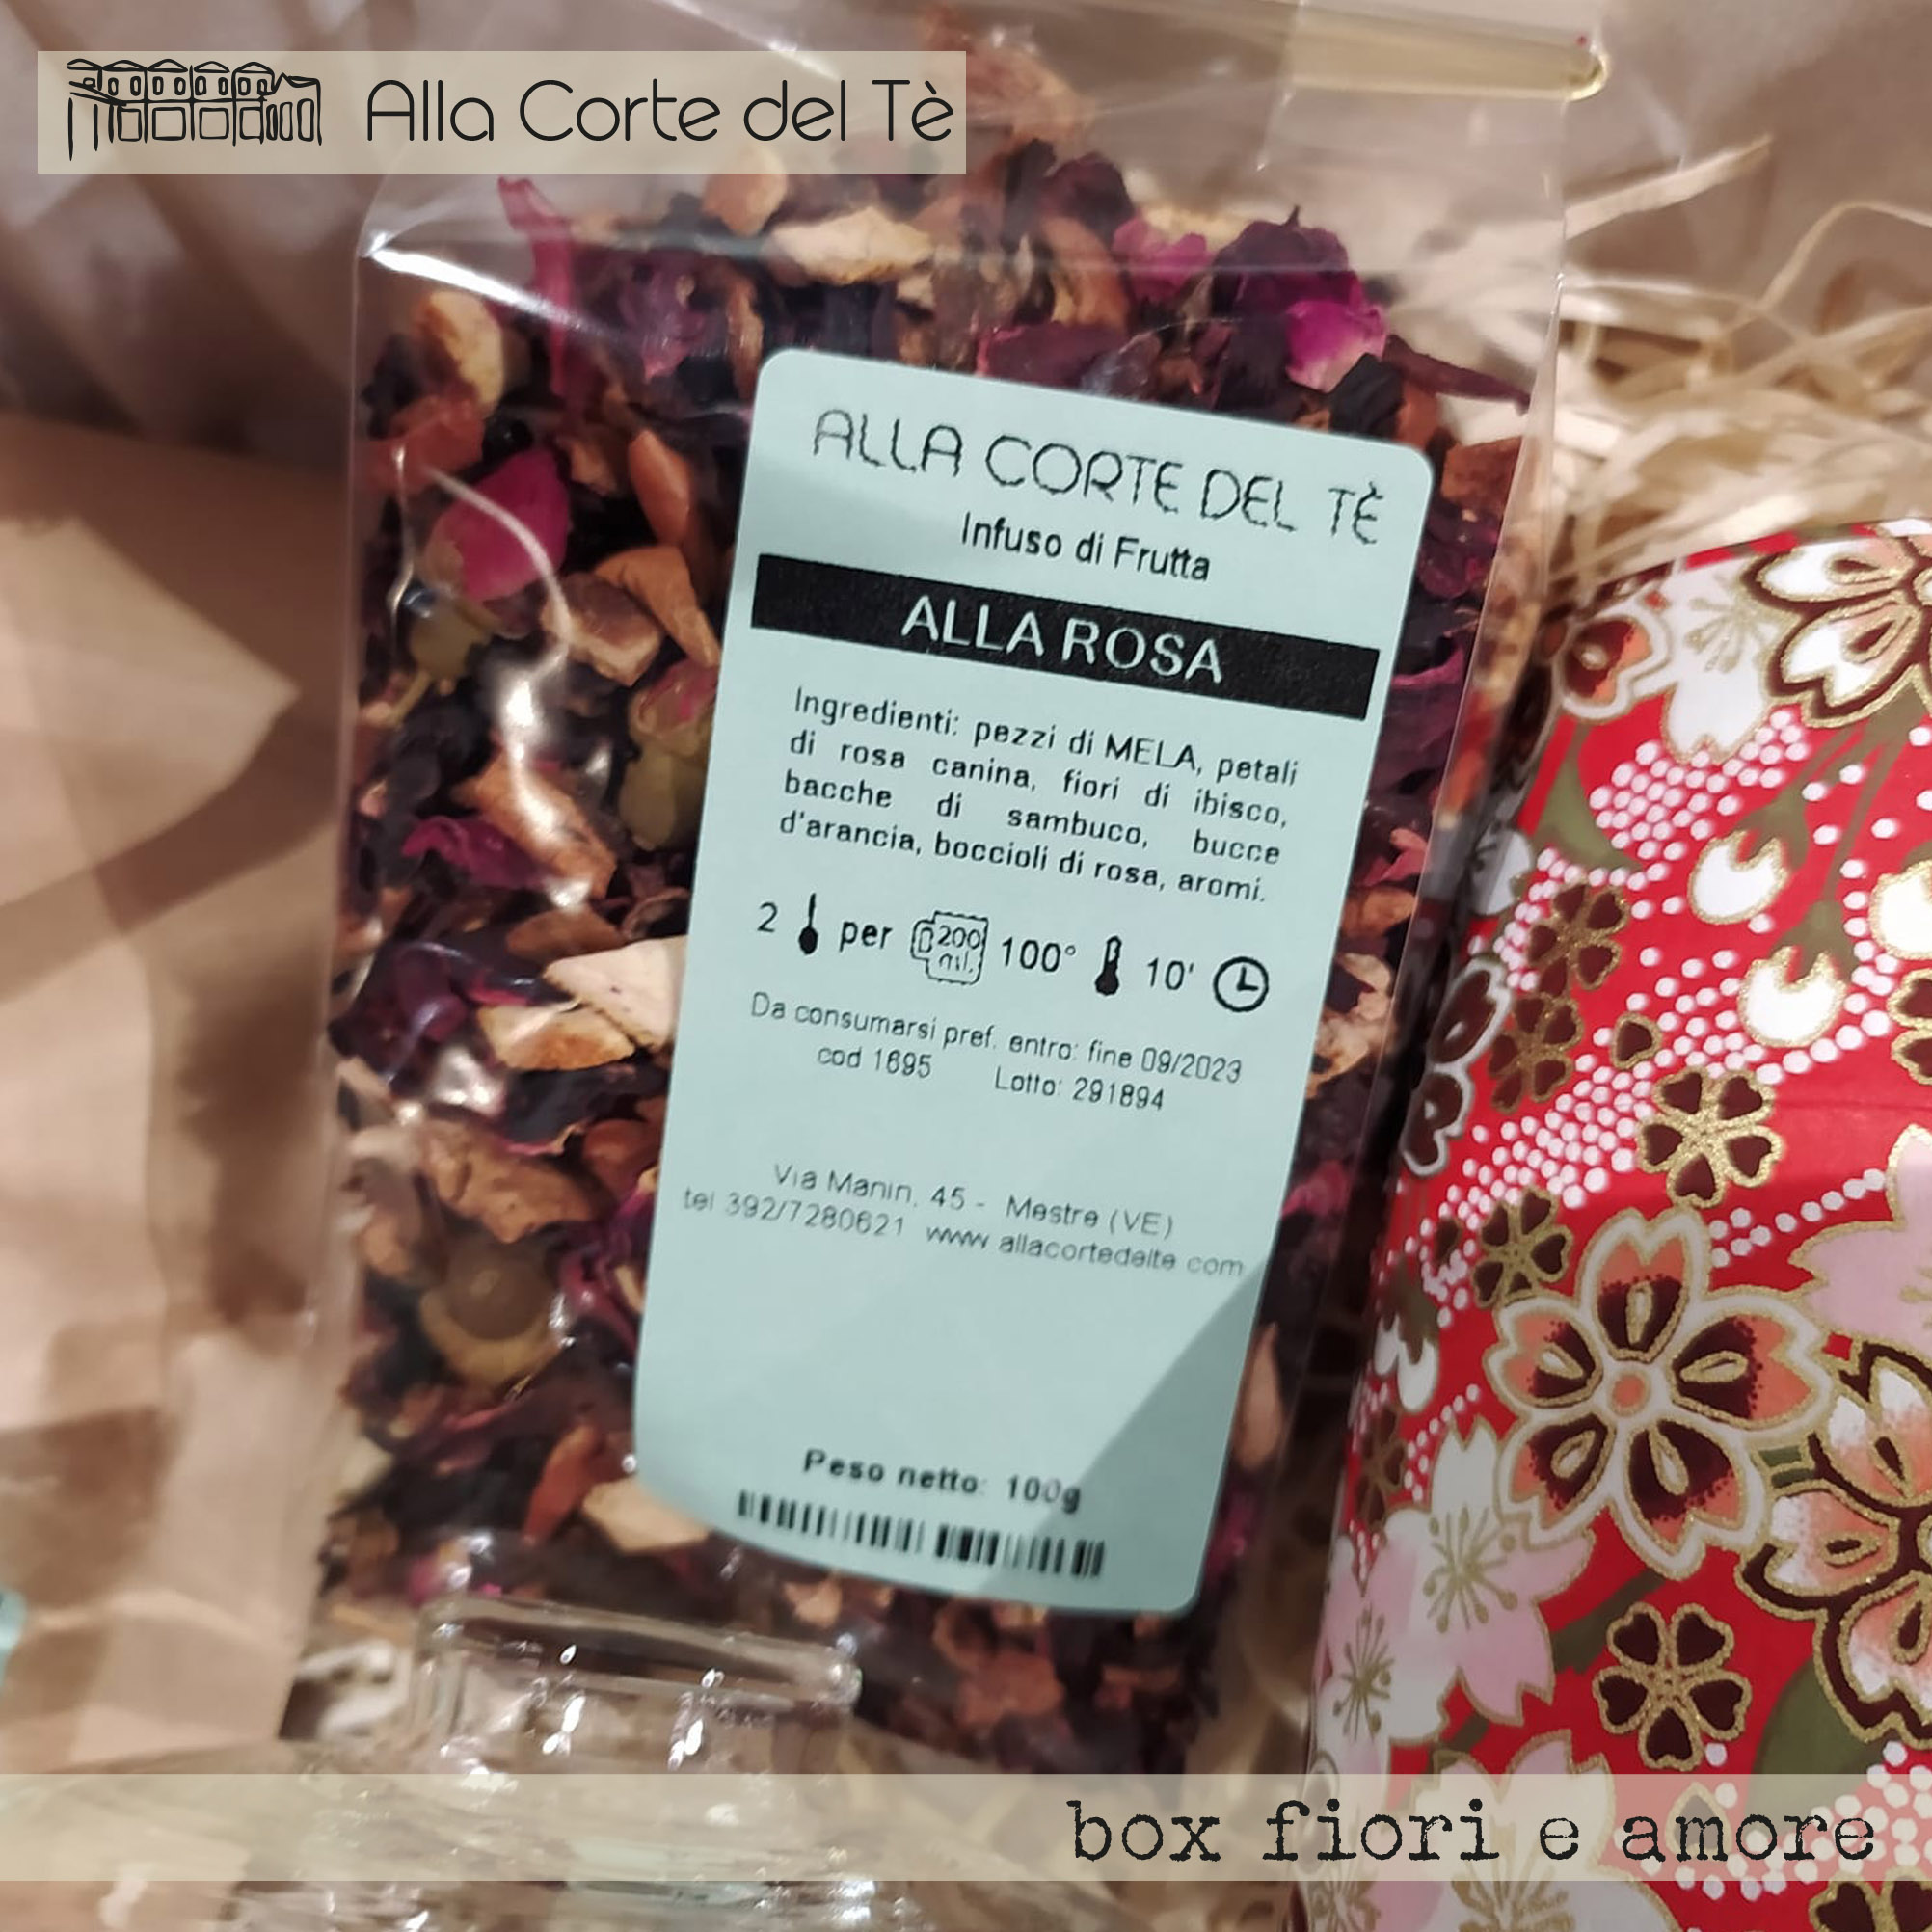 Alla Corte del Tè
ALLA CORTE DEL TÈ
Infuso di Frutta
ALLA ROSA
Ingredienti: pezzi di MELA, petali
di rosa canina, fiori di ibisco,
bacche di sambuco, bucce
d'arancia, boccioli di rosa, aromi.
2 per 200 ml. 100° 10'
Da consumarsi pref. entro: fine 09/2023
cod 1695 Lotto: 291894
Via Manin, 45 - Mestre (VE)
tel 392/7280621 www.allacortedelte.com
Peso netto: 100g
box fiori e amore